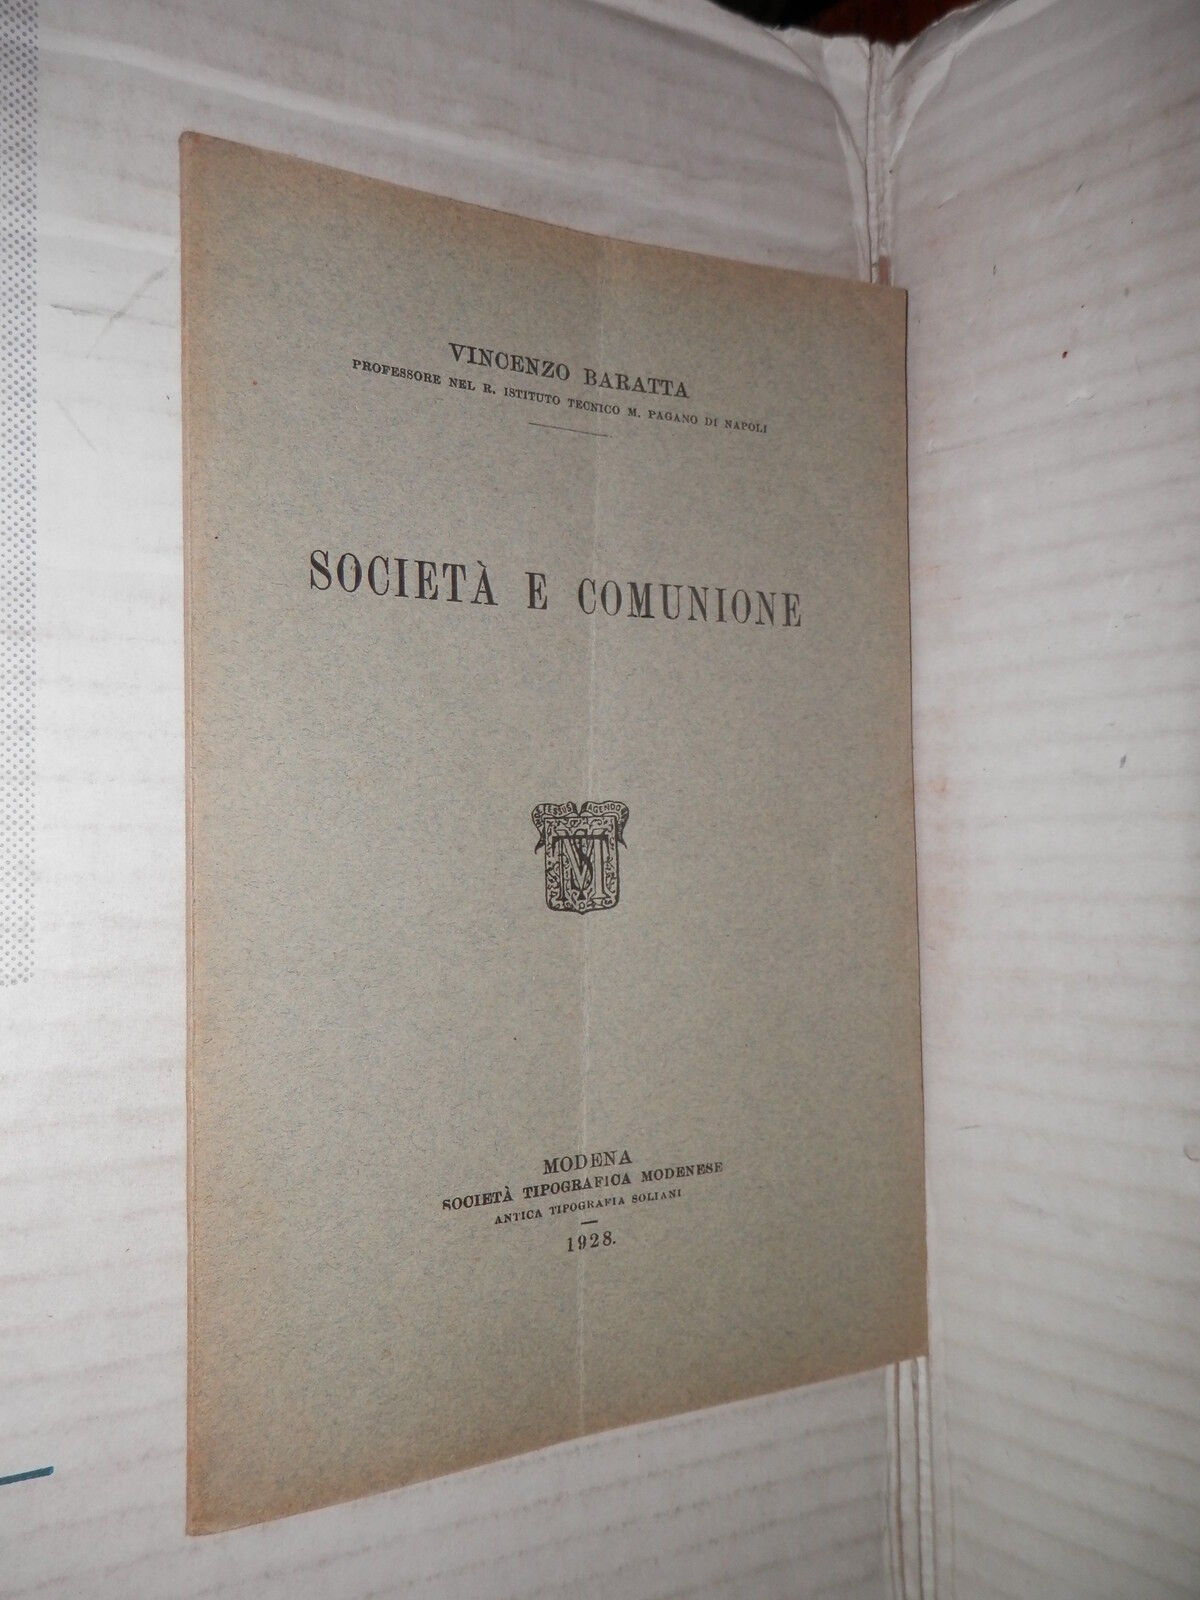 VINCENZO BARATTA
PROFESSORE NEL R. ISTITUTO TECNICO M. PAGANO DI NAPOLI
SOCIETÀ E COMUNIONE
AGENDO
MODENA
SOCIETÀ TIPOGRAFICA MODENESE
ANTICA TIPOGRAFIA SOLIANI
1928.